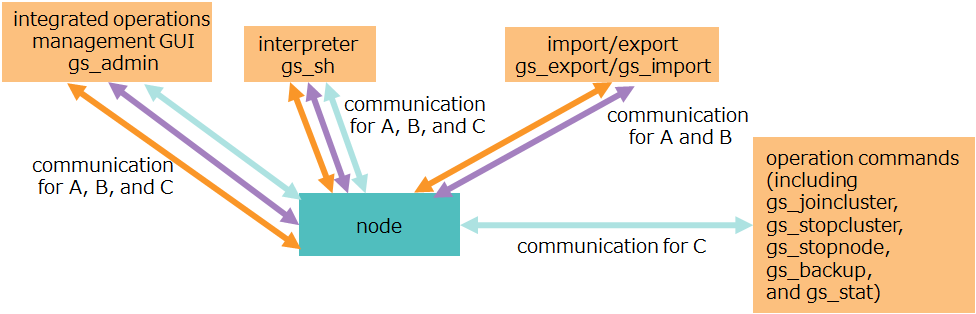 integrated operations
management GUI
gs_admin
interpreter
gs_sh
import/export
gs_export/gs_import
communication
for A, B, and C
communication
for A and B
communication
for A, B, and C
operation commands
(including
gs_joincluster,
gs_stopcluster,
gs_stopnode,
gs_backup,
and gs_stat)
node
communication for C